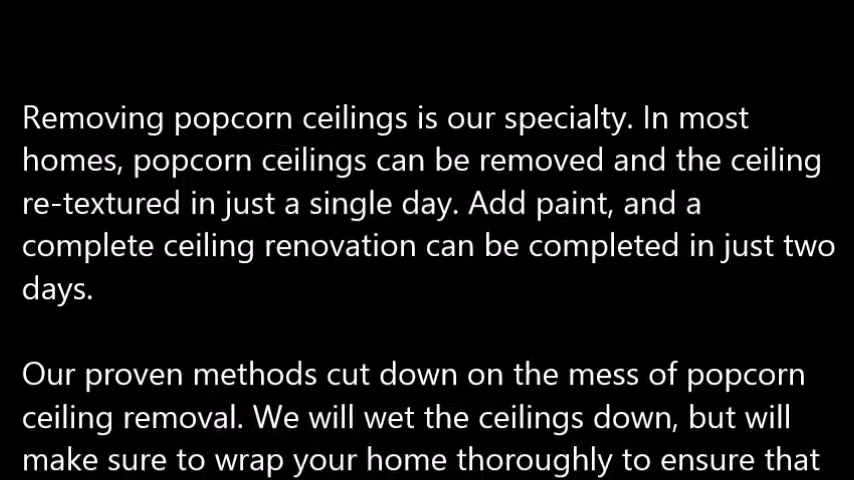 Removing popcorn ceilings is our specialty. In most
homes, popcorn ceilings can be removed and the ceiling
re-textured in just a single day. Add paint, and a
complete ceiling renovation can be completed in just two
days.
Our proven methods cut down on the mess of popcorn
ceiling removal. We will wet the ceilings down, but will
make sure to wrap your home thoroughly to ensure that